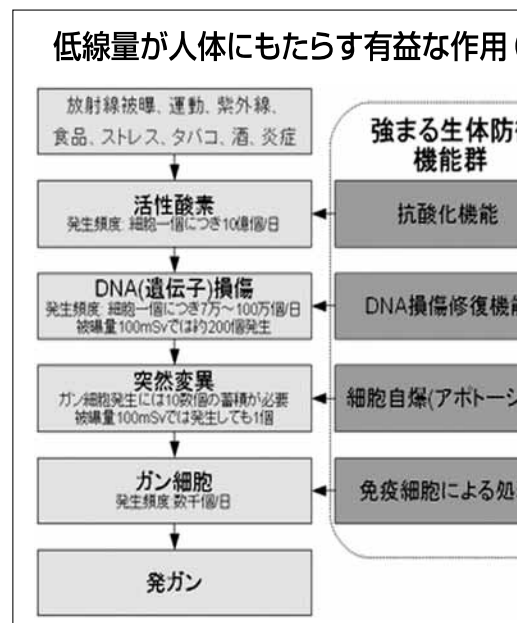 低線量が人体にもたらす有益な作用(
放射線被曝、運動、紫外線、
食品、ストレス、タバコ、酒、炎症
強まる生体防御
機能群
活性酸素
発生頻度: 細胞一個につき10億個/日
抗酸化機能
DNA(遺伝子)損傷
発生頻度: 細胞一個につき7万～100万個/日
被曝量100mSvでは約200個発生
DNA損傷修復機能
突然変異
ガン細胞発生には10数個の蓄積が必要
被曝量100mSvでは発生しても1個
細胞自爆(アポトーシ
ガン細胞
発生頻度:数千個/日
免疫細胞による処
発ガン